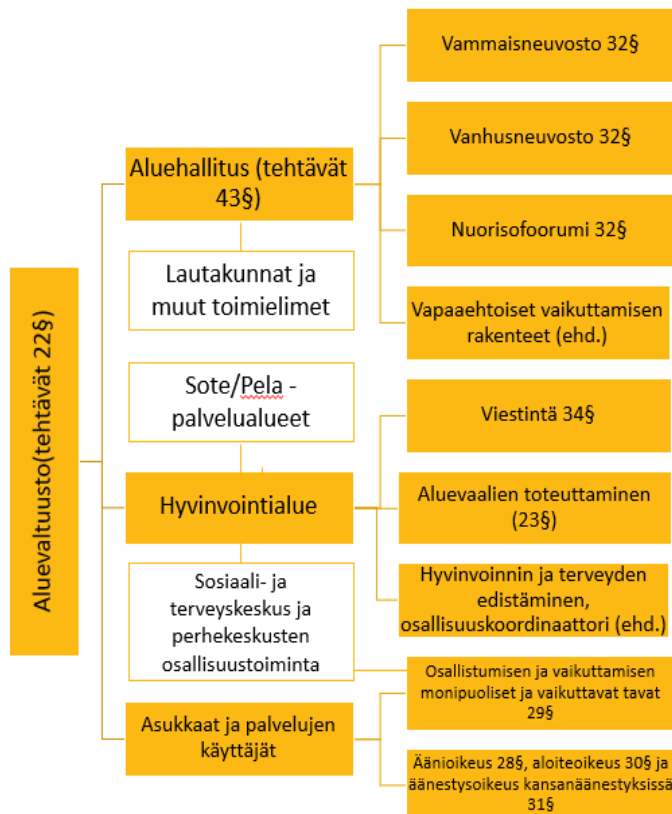 Aluevaltuusto(tehtävät 22§)
Aluehallitus (tehtävät
43§)
Lautakunnat ja
muut toimielimet
Sote/Pela -
palvelualueet
Hyvinvointialue
Sosiaali- ja
terveyskeskus ja
perhekeskusten
osallisuustoiminta
Asukkaat ja palvelujen
käyttäjät
Vammaisneuvosto 32§
Vanhusneuvosto 32§
Nuorisofoorumi 32§
Vapaaehtoiset vaikuttamisen
rakenteet (ehd.)
Viestintä 34§
Aluevaalien toteuttaminen
(23§)
Hyvinvoinnin ja terveyden
edistäminen,
osallisuuskoordinaattori (ehd.)
Osallistumisen ja vaikuttamisen
monipuoliset ja vaikuttavat tavat
29§
Äänioikeus 28§, aloiteoikeus 30§ ja
äänestysoikeus kansanäänestyksissä
31§